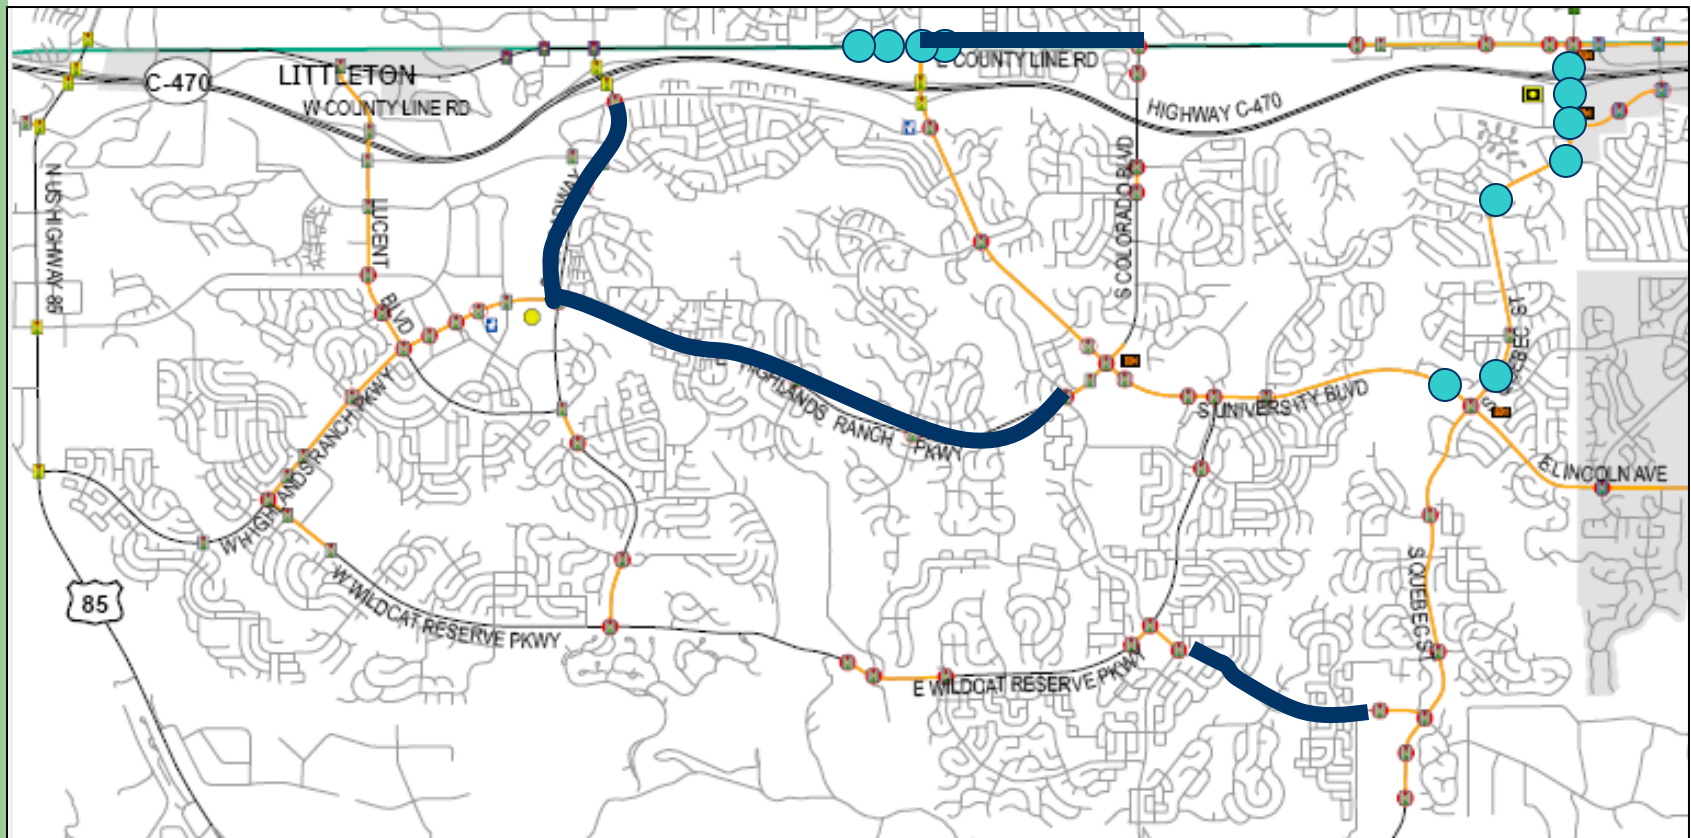 LITTLETON
C-470
W COUNTY LINE RD
E COUNTY LINE RD
HIGHWAY C-470
N US HIGHWAY 85
LUCENT
BLVD
S COLORADO BLVD
E HIGHLANDS RANCH PKWY
S UNIVERSITY BLVD
E LINCOLN AVE
W HIGHLANDS RANCH PKWY
W WILDCAT RESERVE PKWY
E WILDCAT RESERVE PKWY
S QUEBEC ST
85